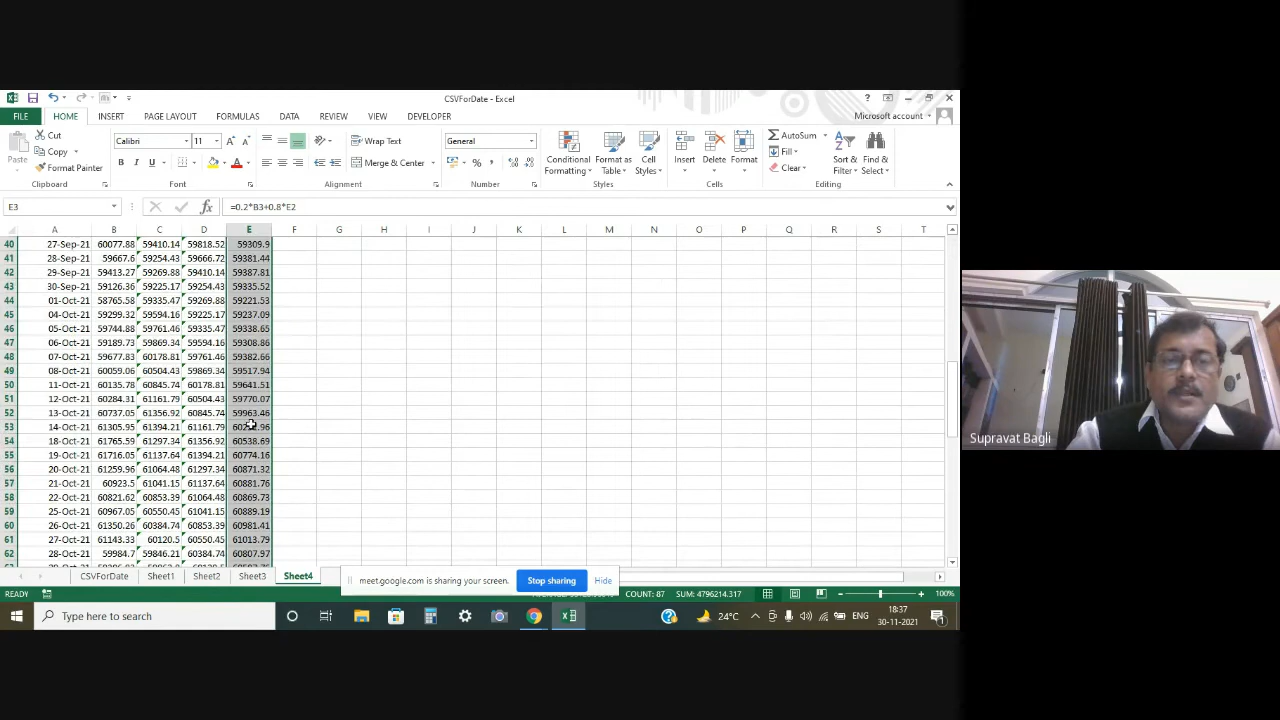 CSVForDate - Excel
FILE HOME INSERT PAGE LAYOUT FORMULAS DATA REVIEW VIEW DEVELOPER Microsoft account
Paste Cut Copy Format Painter Calibri 11 Wrap Text Merge & Center General Conditional Formatting Format as Table Cell Styles Insert Delete Format AutoSum Fill Clear Sort & Filter Find & Select
Clipboard Font Alignment Number Styles Cells Editing
E3 =0.2*B3+0.8*E2
A B C D E F G H I J K L M N O P Q R S T
40 27-Sep-21 60077.88 59410.14 59818.52 59309.9
41 28-Sep-21 59667.6 59254.43 59666.72 59381.44
42 29-Sep-21 59413.27 59269.88 59410.14 59387.81
43 30-Sep-21 59126.36 59225.17 59254.43 59335.52
44 01-Oct-21 58765.58 59335.47 59269.88 59221.53
45 04-Oct-21 59299.32 59594.16 59225.17 59237.09
46 05-Oct-21 59744.88 59761.46 59335.47 59338.65
47 06-Oct-21 59189.73 59869.34 59594.16 59308.86
48 07-Oct-21 59677.83 60178.81 59761.46 59382.66
49 08-Oct-21 60059.06 60504.43 59869.34 59517.94
50 11-Oct-21 60135.78 60845.74 60178.81 59641.51
51 12-Oct-21 60284.31 61161.79 60504.43 59770.07
52 13-Oct-21 60737.05 61356.92 60845.74 59963.46
53 14-Oct-21 61305.95 61394.21 61161.79
54 18-Oct-21 61765.59 61297.34 61356.92 60538.69
55 19-Oct-21 61716.05 61137.64 61394.21 60774.16
56 20-Oct-21 61259.96 61064.48 61297.34 60871.32
57 21-Oct-21 60923.5 61041.15 61137.64 60881.76
58 22-Oct-21 60821.62 60853.39 61064.48 60869.73
59 25-Oct-21 60967.05 60550.45 61041.15 60889.19
60 26-Oct-21 61350.26 60384.74 60853.39 60981.41
61 27-Oct-21 61143.33 60120.5 60550.45 61013.79
62 28-Oct-21 59984.7 59846.21 60384.74 60807.97
CSVForDate Sheet1 Sheet2 Sheet3 Sheet4
meet.google.com is sharing your screen. Stop sharing Hide
READY COUNT: 87 SUM: 4796214.317 100%
Type here to search 24°C ENG 18:37
30-11-2021
Supravat Bagli